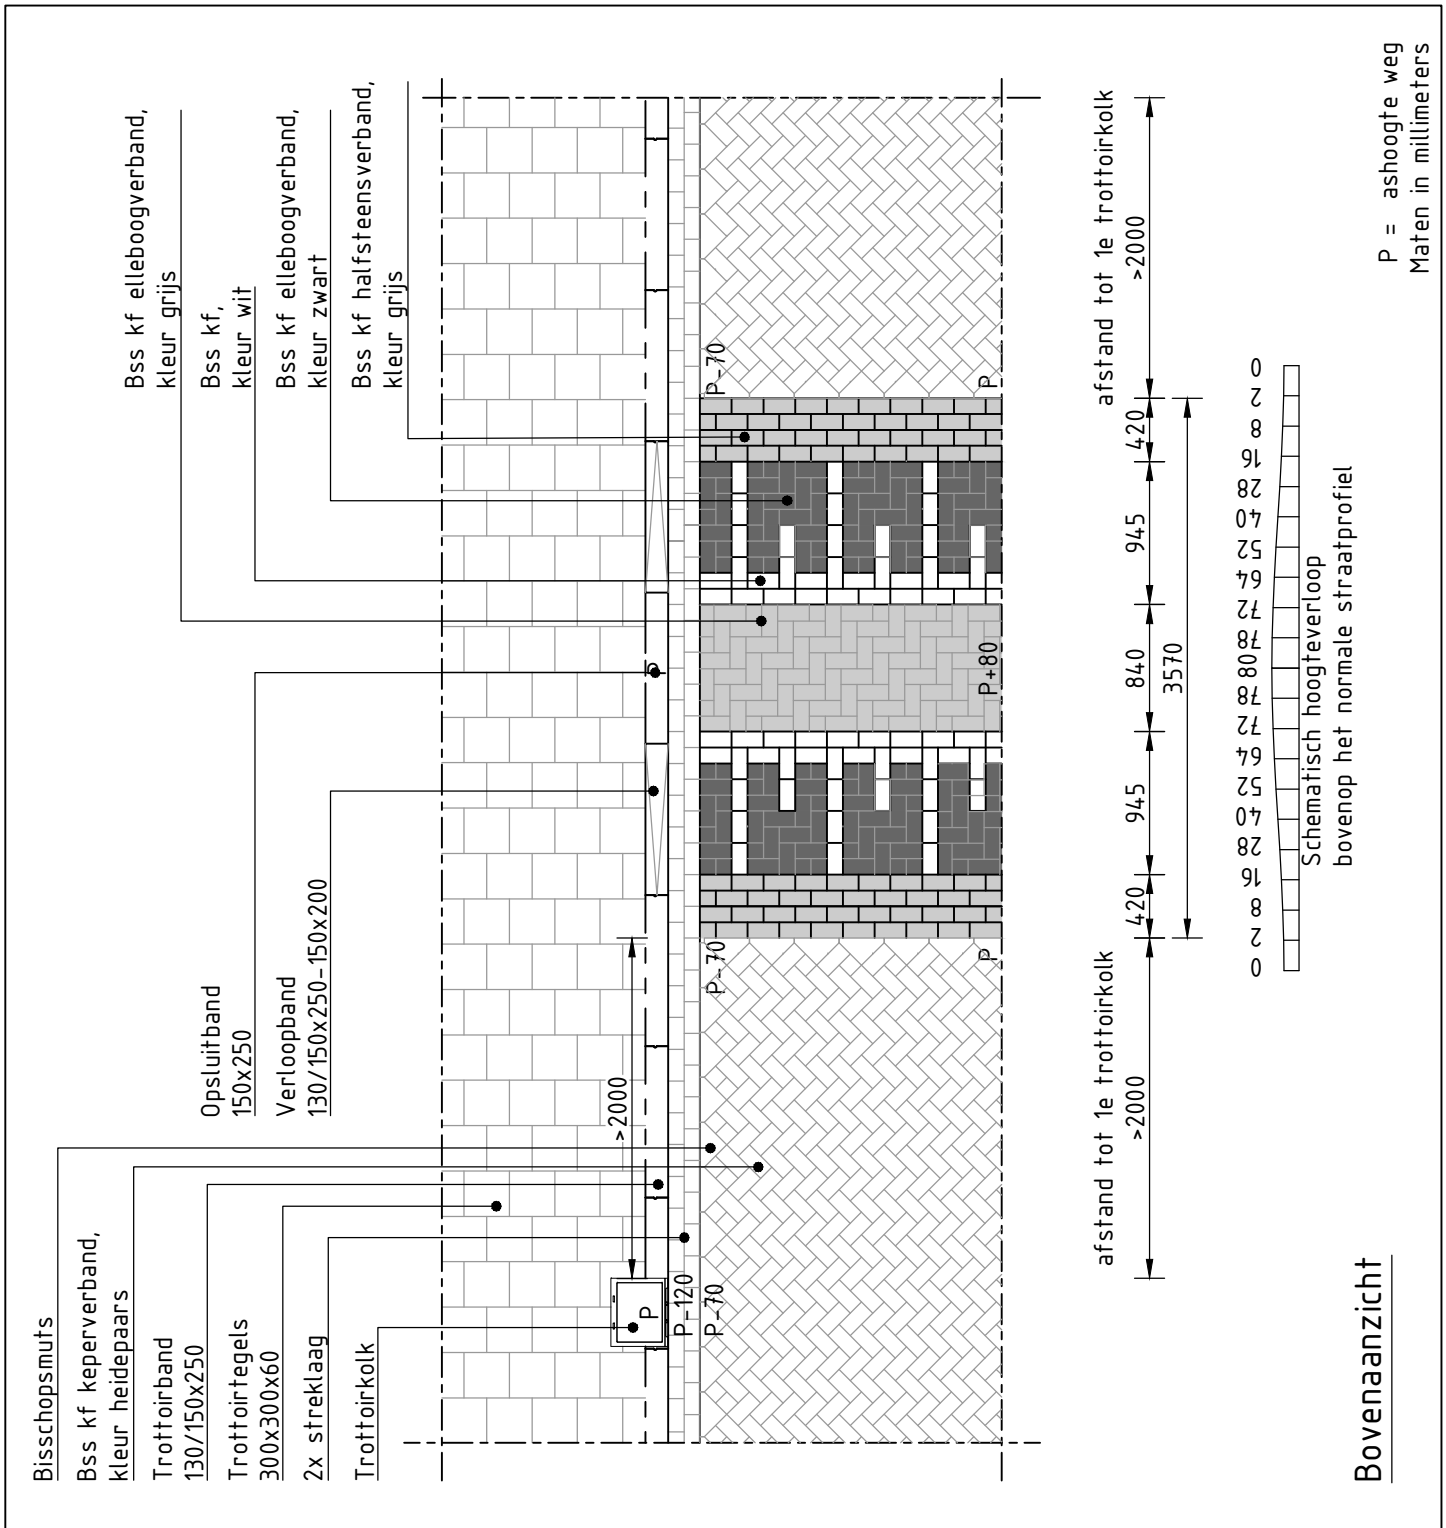 Bisschopsmuts
Bss kf keperverband,
kleur heidepaars
Trottoirband
130/150x250
Trottoirtegels
300x300x60
2x streklaag
Trottoirkolk
Opsluitband
150x250
Verloopband
130/150x250-150x200
Bss kf elleboogverband,
kleur grijs
Bss kf,
kleur wit
Bss kf elleboogverband,
kleur zwart
Bss kf halfsteensverband,
kleur grijs
>2000
P
P-120
P-70
P
P-70
P
P+80
P-70
P
afstand tot 1e trottoirkolk
>2000
420
945
840
945
420
afstand tot 1e trottoirkolk
>2000
3570
0 2 8 16 28 40 52 64 72 78 80 78 72 64 52 40 28 16 8 2 0
Schematisch hoogteverloop
bovenop het normale straatprofiel
Bovenaanzicht
P = ashoogte weg
Maten in millimeters